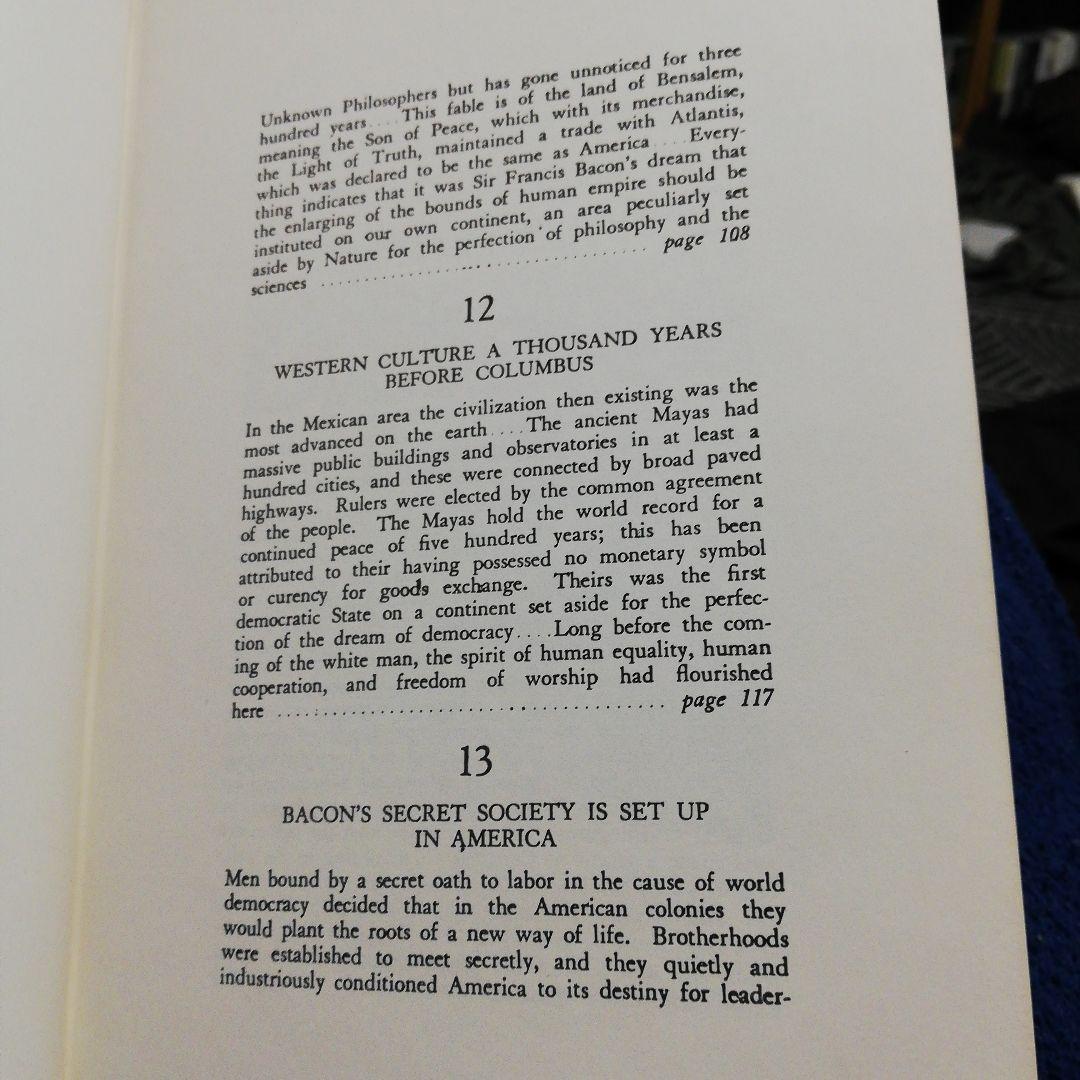 Unknown Philosophers but has gone unnoticed for three
hundred years .... This fable is of the land of Bensalem,
meaning the Son of Peace, which with its merchandise,
the Light of Truth, maintained a trade with Atlantis,
which was declared to be the same as America .... Every-
thing indicates that it was Sir Francis Bacon's dream that
the enlarging of the bounds of human empire should be
instituted on our own continent, an area peculiarly set
aside by Nature for the perfection of philosophy and the
sciences .................................. page 108
12
WESTERN CULTURE A THOUSAND YEARS
BEFORE COLUMBUS
In the Mexican area the civilization then existing was the
most advanced on the earth .... The ancient Mayas had
massive public buildings and observatories in at least a
hundred cities, and these were connected by broad paved
highways. Rulers were elected by the common agreement
of the people. The Mayas hold the world record for a
continued peace of five hundred years; this has been
attributed to their having possessed no monetary symbol
or curency for goods exchange. Theirs was the first
democratic State on a continent set aside for the perfec-
tion of the dream of democracy .... Long before the com-
ing of the white man, the spirit of human equality, human
cooperation, and freedom of worship had flourished
here ....................................... page 117
13
BACON'S SECRET SOCIETY IS SET UP
IN AMERICA
Men bound by a secret oath to labor in the cause of world
democracy decided that in the American colonies they
would plant the roots of a new way of life. Brotherhoods
were established to meet secretly, and they quietly and
industriously conditioned America to its destiny for leader-